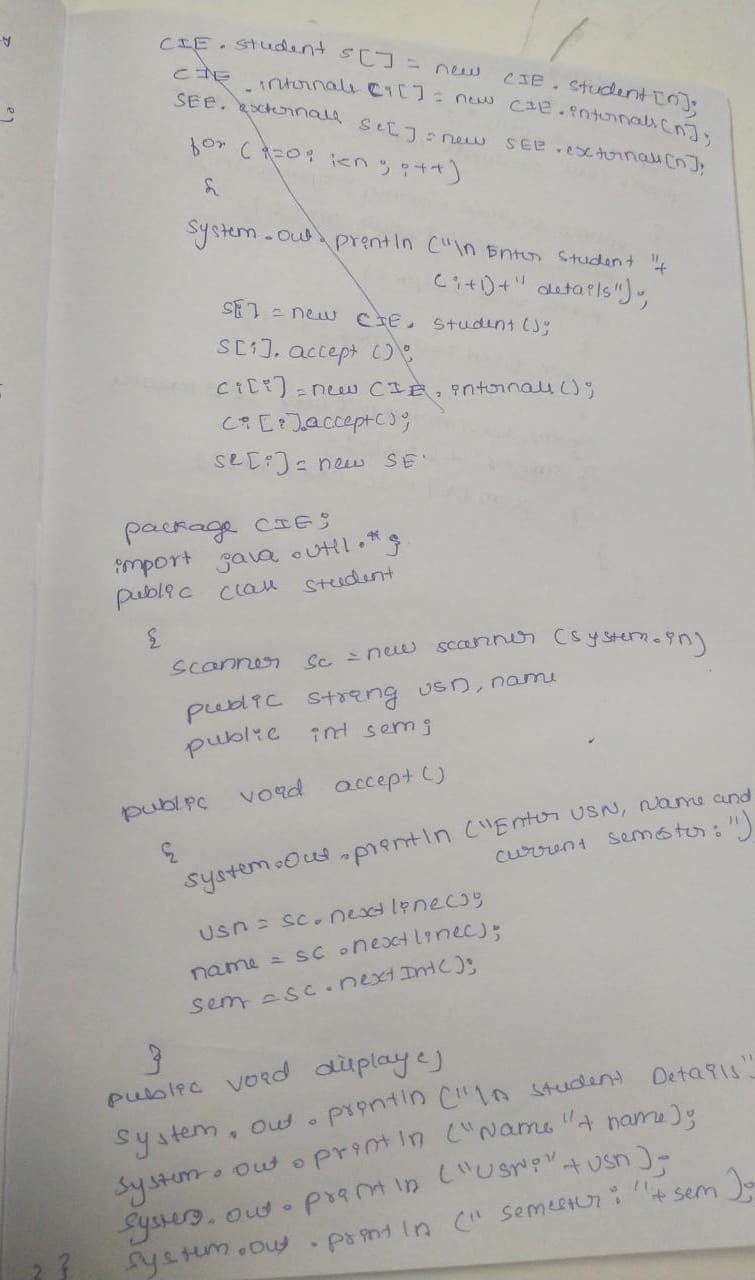 CIE. student s[] = new CIE. student[n];
CIE. internals ci[] = new CIE. internals[n];
SEE. externals se[] = new SEE. externals[n];
for (i=0; i<n; i++)
{
System.out.println ("\n Enter student "+
(i+1)+" details");
s[] = new CIE. student();
s[i]. accept ();
ci[i] = new CIE. internals();
ci[i].accept();
se[i] = new SE
package CIE;
import java.util.*;
public class student
{
scanner sc = new scanner (system.in)
public string usn, name
public int sem;
public void accept()
{
system.out.println ("Enter USN, Name and
current semester:")
usn = sc.nextline();
name = sc.nextline();
sem = sc.nextInt();
}
public void display()
system.out.println ("\n student Details"
system.out.println ("Name"+ name);
system.out.println ("USN:"+usn);
system.out.println (" semester:"+sem);
}